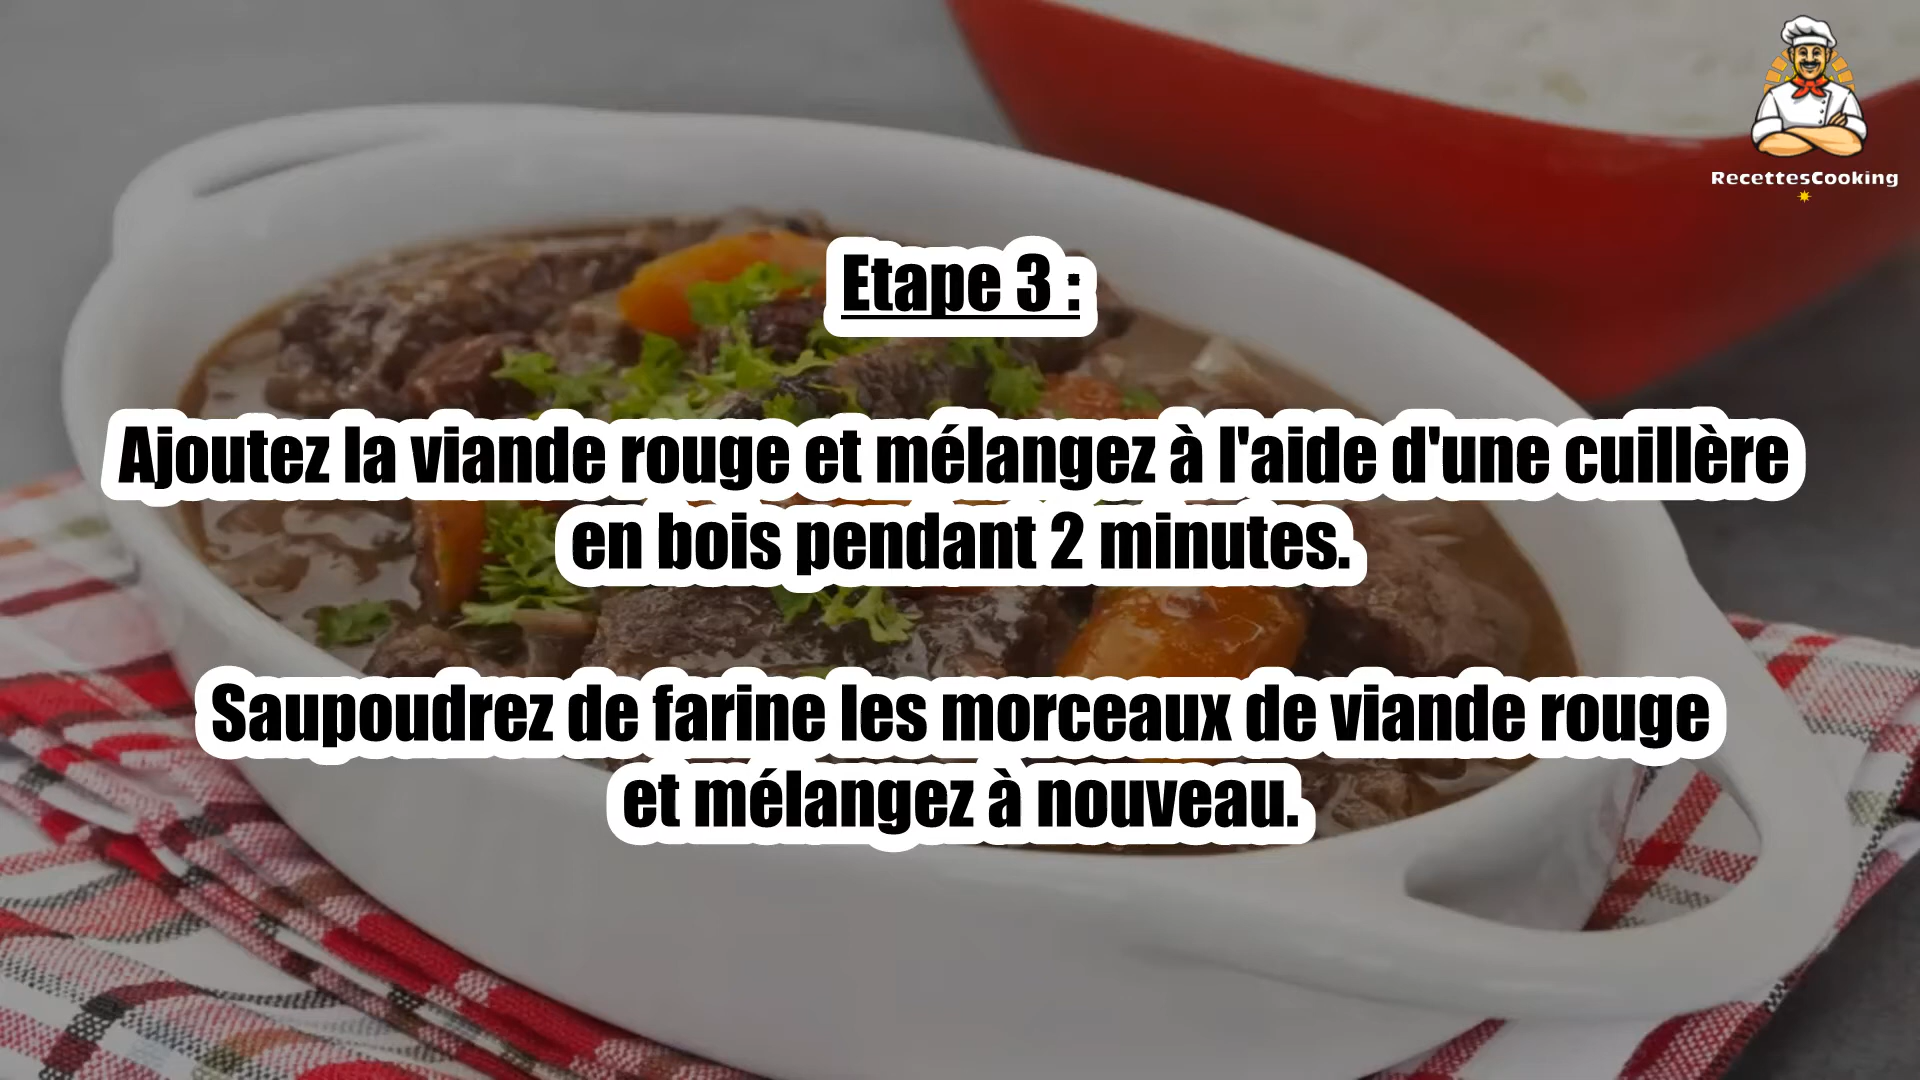 RecettesCooking
Etape 3 :
Ajoutez la viande rouge et mélangez à l'aide d'une cuillère
en bois pendant 2 minutes.
Saupoudrez de farine les morceaux de viande rouge
et mélangez à nouveau.